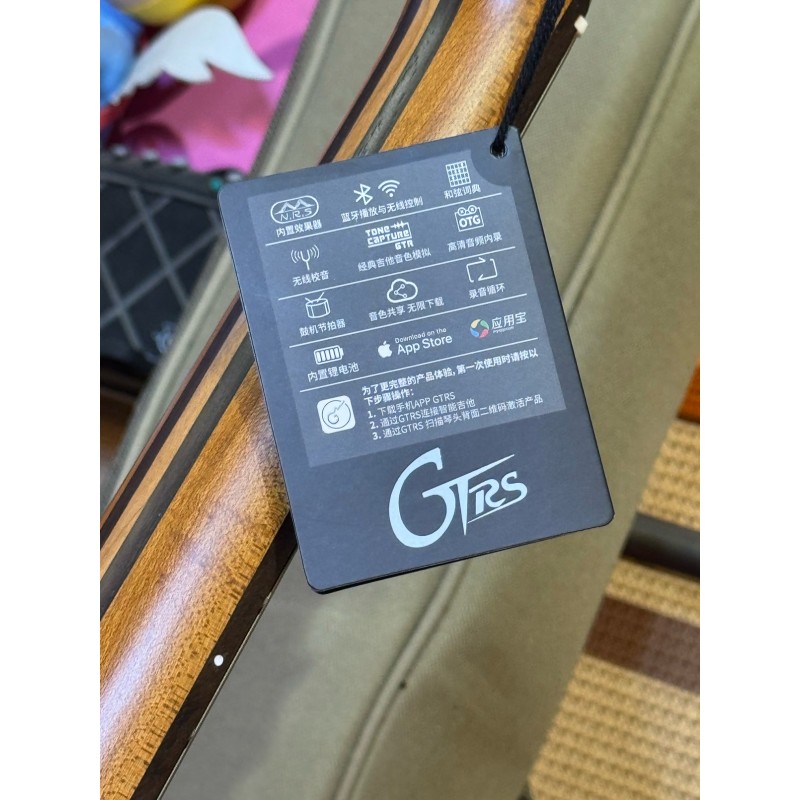 N.R.S
内置效果器
蓝牙播放与无线控制
和弦词典
无线校音
TONE
CAPTURE
GTR
经典吉他音色模拟
OTG
高清音频内录
鼓机节拍器
音色共享 无限下载
录音循环
内置锂电池
Download on the
App Store
应用宝
为了更完整的产品体验, 第一次使用时请按以
下步骤操作:
1. 下载手机APP GTRS
2. 通过GTRS连接智能吉他
3. 通过GTRS 扫描琴头背面二维码激活产品
GTRS